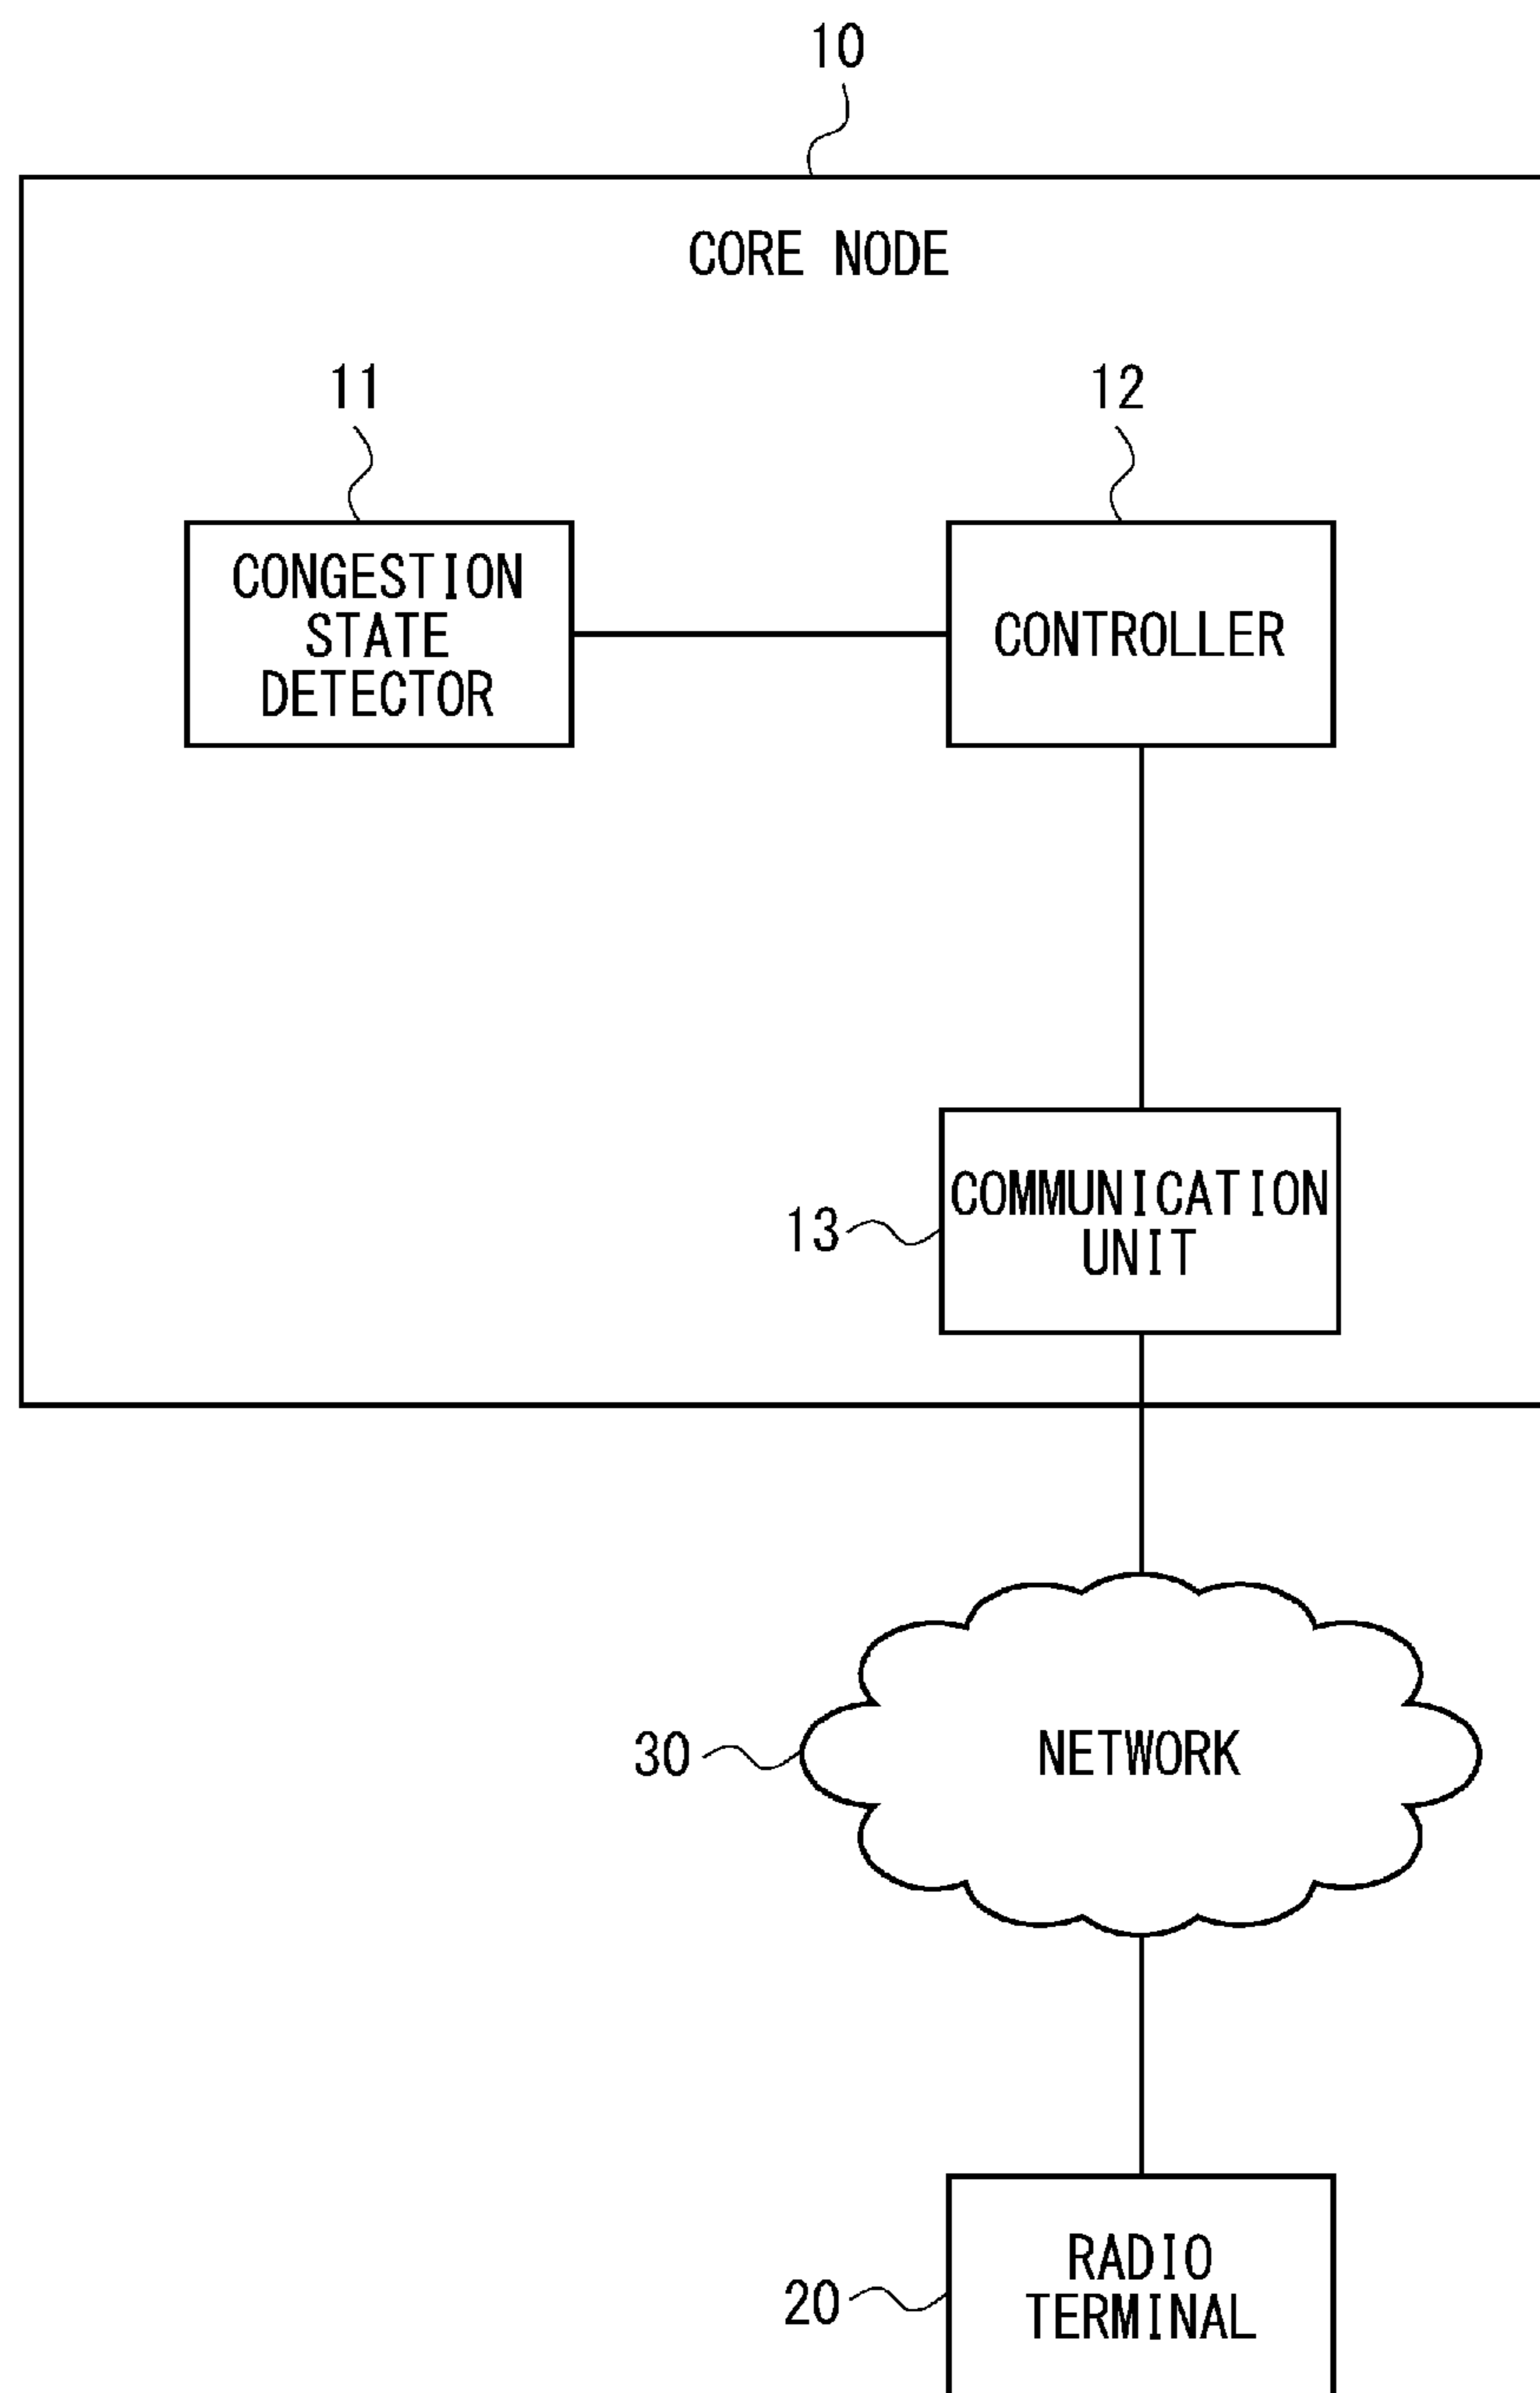 10
CORE NODE
11
12
CONGESTION
STATE
DETECTOR
CONTROLLER
13
COMMUNICATION
UNIT
30
NETWORK
20
RADIO
TERMINAL